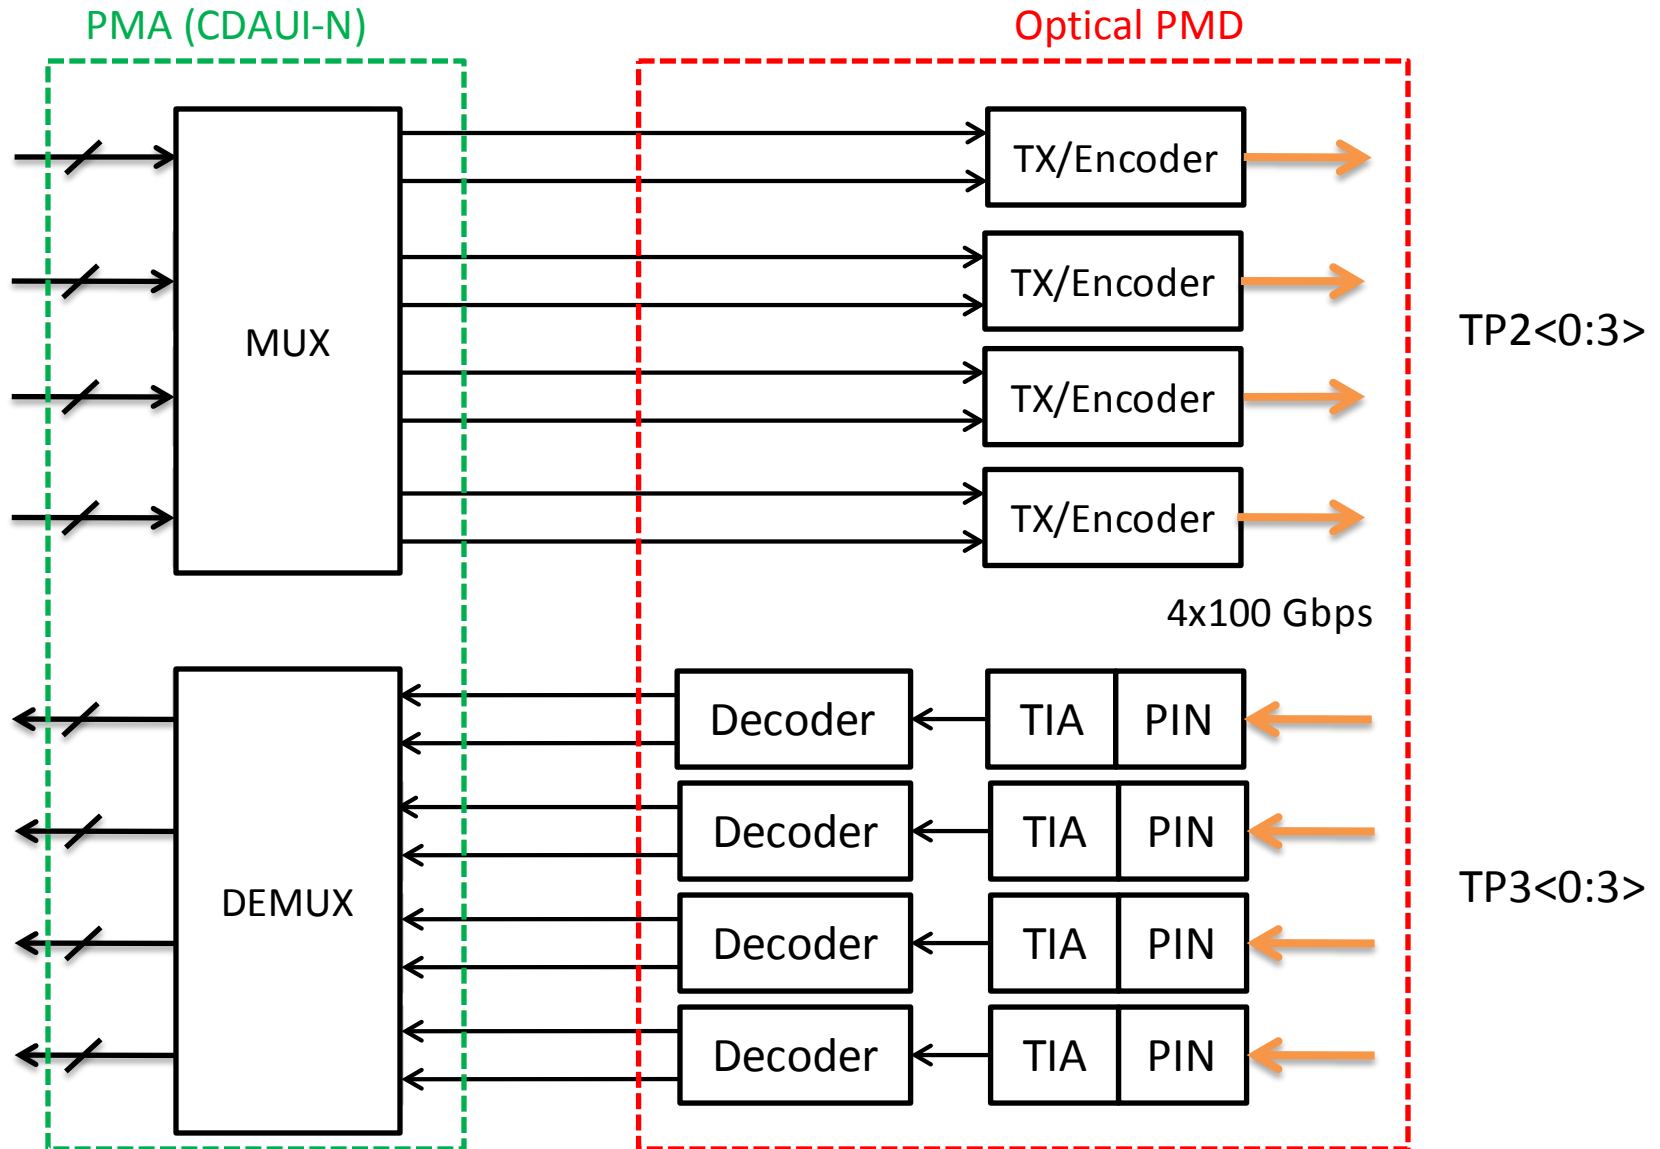 PMA (CDAUI-N)
Optical PMD
TX/Encoder
TX/Encoder
TP2<0:3>
MUX
TX/Encoder
TX/Encoder
4x100 Gbps
Decoder
TIA
PIN
Decoder
TIA
PIN
TP3<0:3>
DEMUX
Decoder
TIA
PIN
Decoder
TIA
PIN